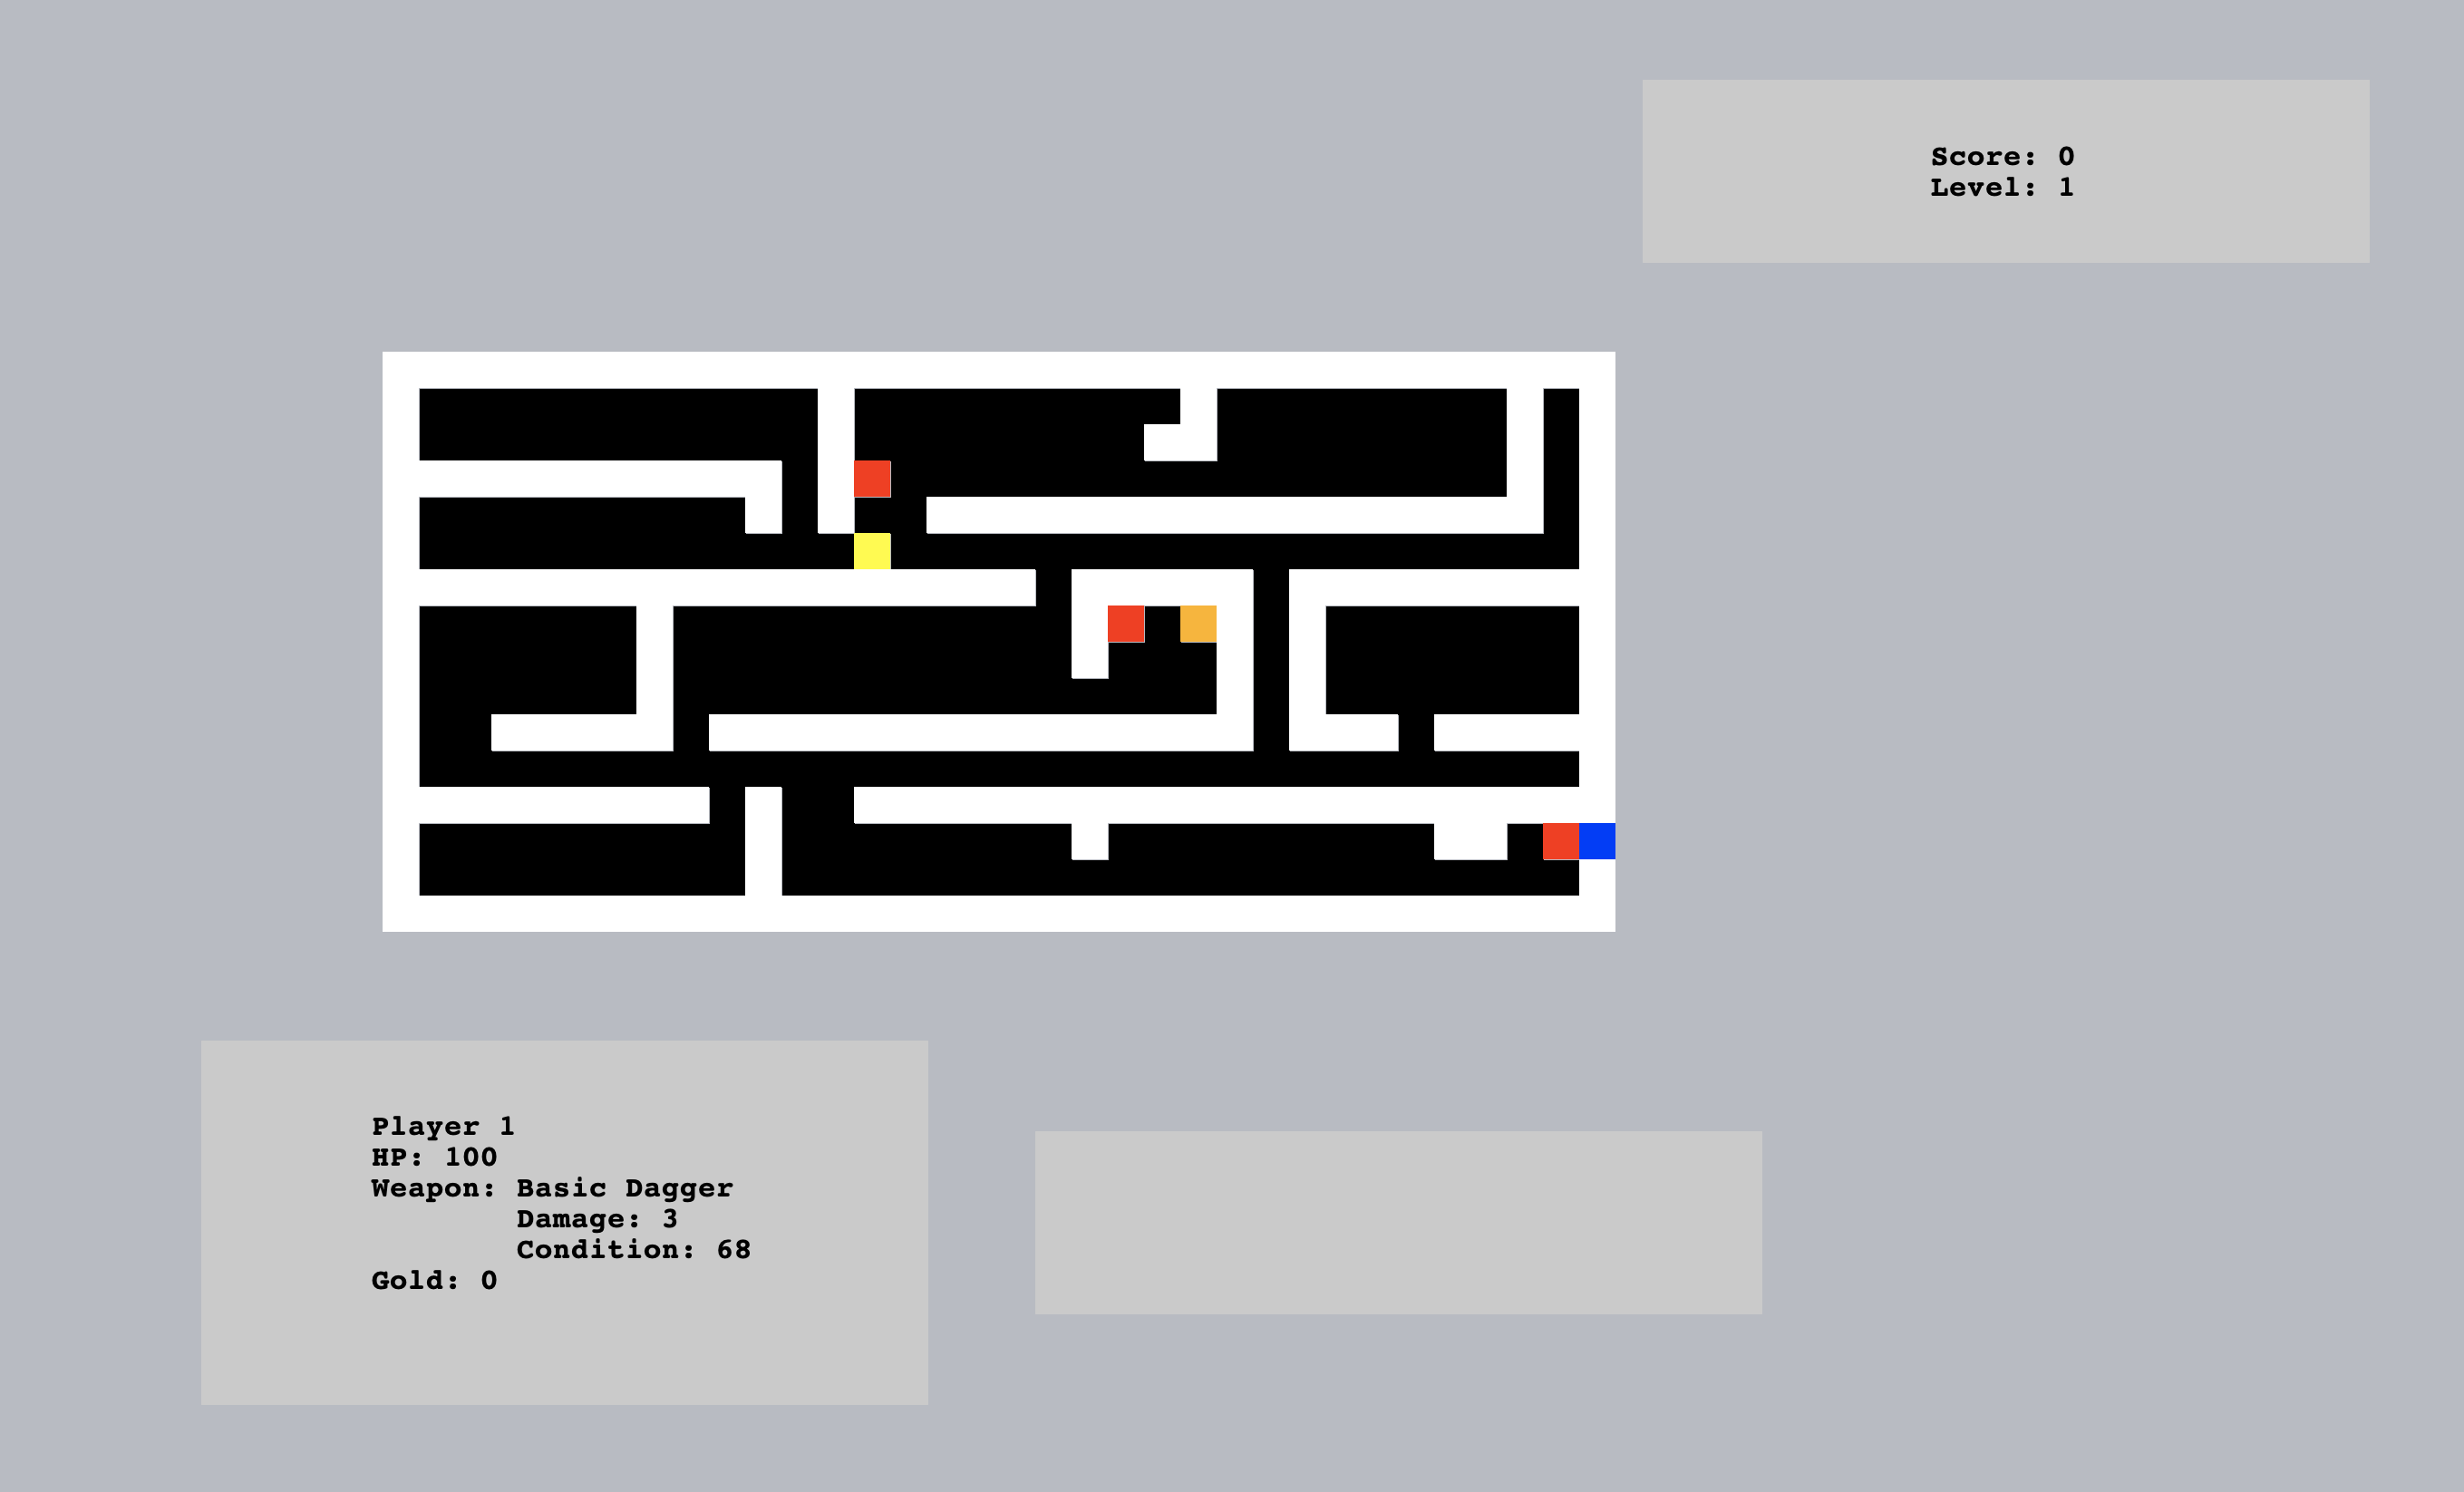 Score: 0
Level: 1
Player 1
HP: 100
Weapon: Basic Dagger
Damage: 3
Condition: 68
Gold: 0